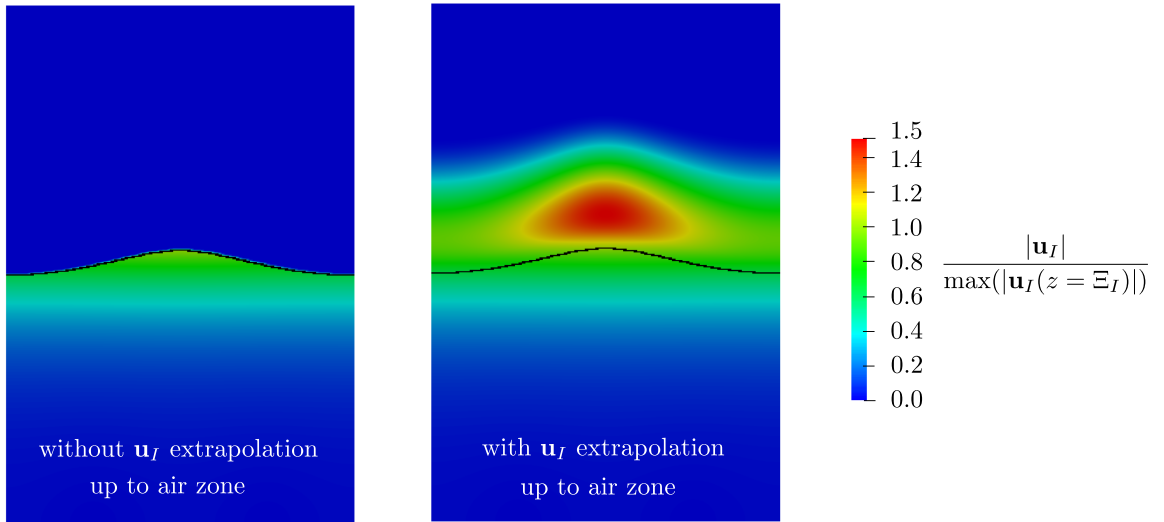 without u_I extrapolation
up to air zone
with u_I extrapolation
up to air zone
1.5
1.4
1.2
1.0
0.8
0.6
0.4
0.2
0.0
|u_I|
max(|u_I(z = Ξ_I)|)